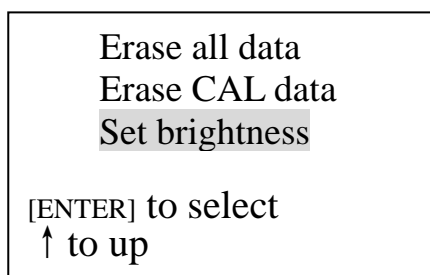 Erase all data
Erase CAL data
Set brightness
[ENTER] to select
↑ to up